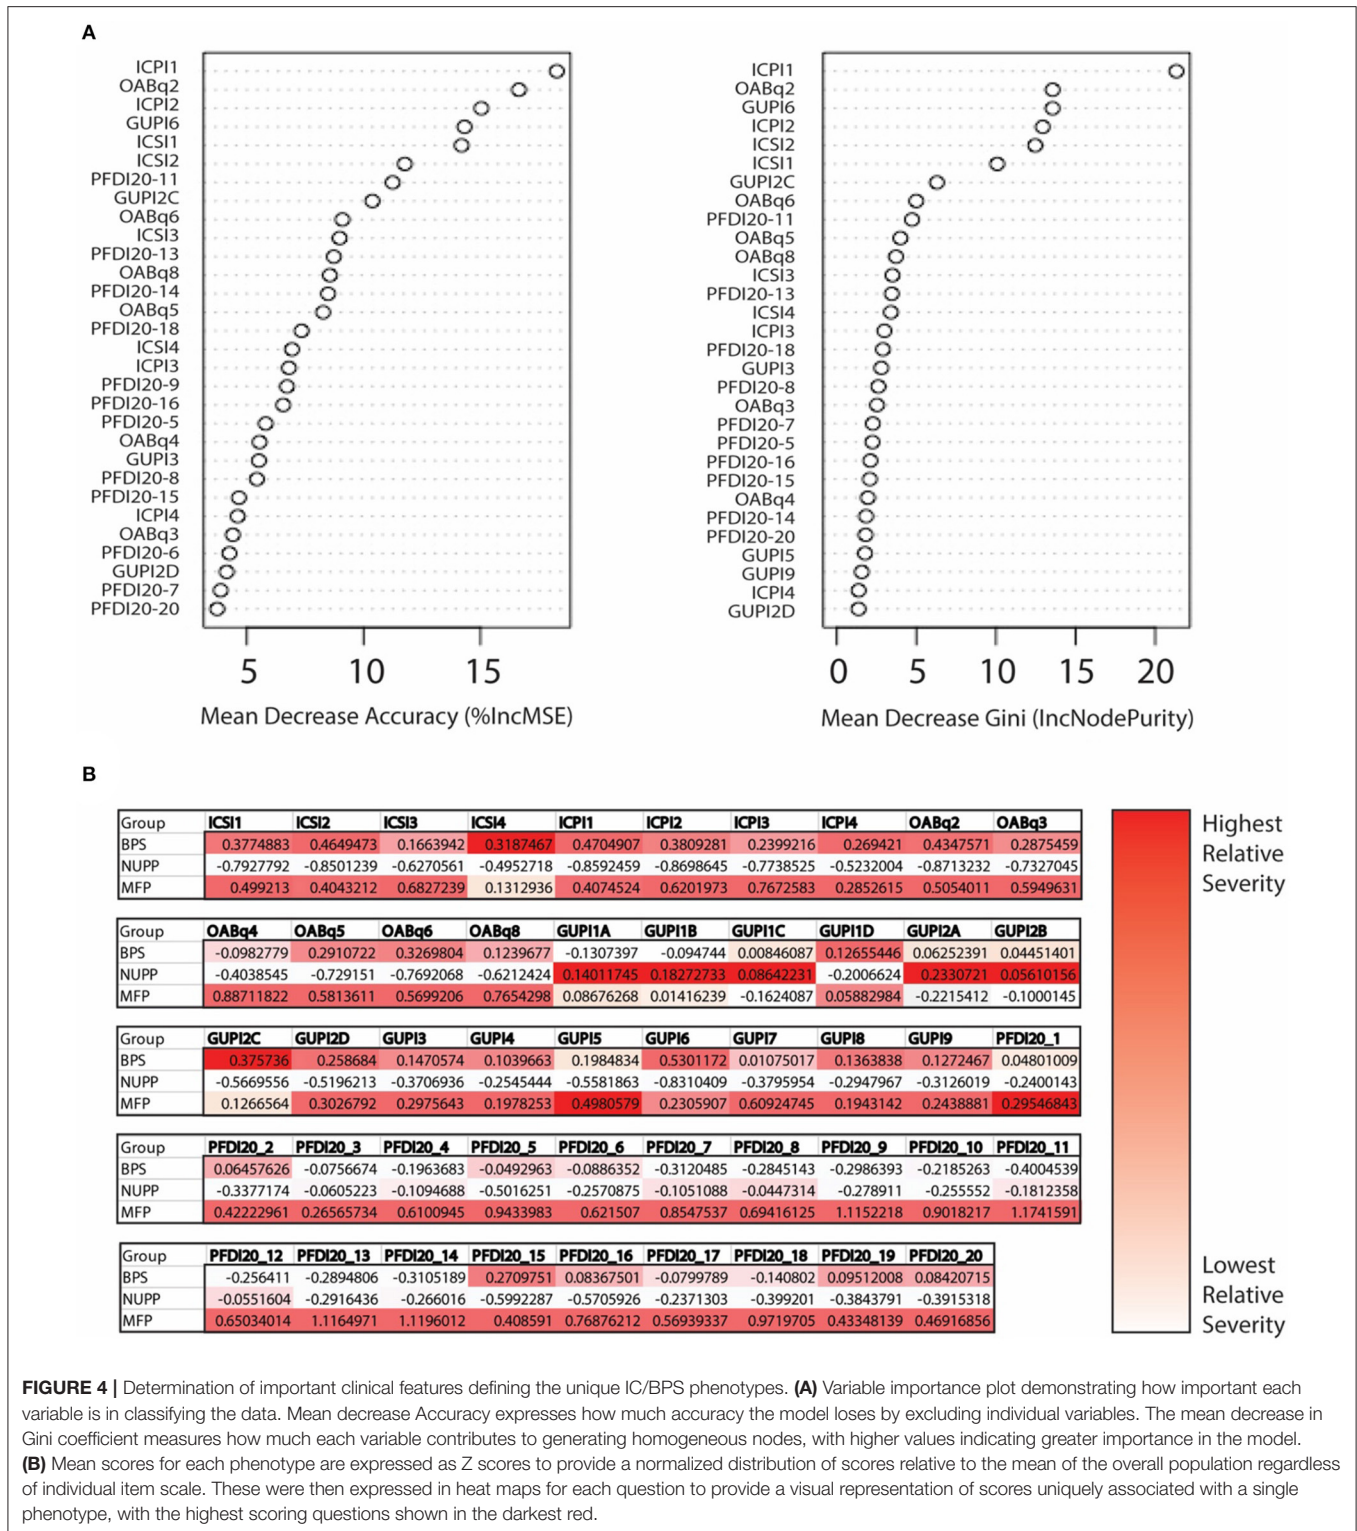 A
ICPI1
OABq2
ICPI2
GUPI6
ICSI1
ICSI2
PFDI20-11
GUPI2C
OABq6
ICSI3
PFDI20-13
OABq8
PFDI20-14
OABq5
PFDI20-18
ICSI4
ICPI3
PFDI20-9
PFDI20-16
PFDI20-5
OABq4
GUPI3
PFDI20-8
PFDI20-15
ICPI4
OABq3
PFDI20-6
GUPI2D
PFDI20-7
PFDI20-20
5 10 15
Mean Decrease Accuracy (%IncMSE)
ICPI1
OABq2
GUPI6
ICPI2
ICSI2
ICSI1
GUPI2C
OABq6
PFDI20-11
OABq5
OABq8
ICSI3
PFDI20-13
ICSI4
ICPI3
PFDI20-18
GUPI3
PFDI20-8
OABq3
PFDI20-7
PFDI20-5
PFDI20-16
PFDI20-15
OABq4
PFDI20-14
PFDI20-20
GUPI5
GUPI9
ICPI4
GUPI2D
0 5 10 15 20
Mean Decrease Gini (IncNodePurity)
B
Group ICSI1 ICSI2 ICSI3 ICSI4 ICPI1 ICPI2 ICPI3 ICPI4 OABq2 OABq3
BPS 0.3774883 0.4649473 0.1663942 0.3187467 0.4704907 0.3809281 0.2399216 0.269421 0.4347571 0.2875459
NUPP -0.7927792 -0.8501239 -0.6270561 -0.4952718 -0.8592459 -0.8698645 -0.7738525 -0.5232004 -0.8713232 -0.7327045
MFP 0.499213 0.4043212 0.6827239 0.1312936 0.4074524 0.6201973 0.7672583 0.2852615 0.5054011 0.5949631
Group OABq4 OABq5 OABq6 OABq8 GUPI1A GUPI1B GUPI1C GUPI1D GUPI2A GUPI2B
BPS -0.0982779 0.2910722 0.3269804 0.1239677 -0.1307397 -0.094744 0.00846087 0.12655446 0.06252391 0.04451401
NUPP -0.4038545 -0.729151 -0.7692068 -0.6212424 0.14011745 0.18272733 0.08642231 -0.2006624 0.2330721 0.05610156
MFP 0.88711822 0.5813611 0.5699206 0.7654298 0.08676268 0.01416239 -0.1624087 0.05882984 -0.2215412 -0.1000145
Group GUPI2C GUPI2D GUPI3 GUPI4 GUPI5 GUPI6 GUPI7 GUPI8 GUPI9 PFDI20_1
BPS 0.375736 0.258684 0.1470574 0.1039663 0.1984834 0.5301172 0.01075017 0.1363838 0.1272467 0.04801009
NUPP -0.5669556 -0.5196213 -0.3706936 -0.2545444 -0.5581863 -0.8310409 -0.3795954 -0.2947967 -0.3126019 -0.2400143
MFP 0.1266564 0.3026792 0.2975643 0.1978253 0.4980579 0.2305907 0.60924745 0.1943142 0.2438881 0.29546843
Group PFDI20_2 PFDI20_3 PFDI20_4 PFDI20_5 PFDI20_6 PFDI20_7 PFDI20_8 PFDI20_9 PFDI20_10 PFDI20_11
BPS 0.06457626 -0.0756674 -0.1963683 -0.0492963 -0.0886352 -0.3120485 -0.2845143 -0.2986393 -0.2185263 -0.4004539
NUPP -0.3377174 -0.0605223 -0.1094688 -0.5016251 -0.2570875 -0.1051088 -0.0447314 -0.278911 -0.255552 -0.1812358
MFP 0.42222961 0.26565734 0.6100945 0.9433983 0.621507 0.8547537 0.69416125 1.1152218 0.9018217 1.1741591
Group PFDI20_12 PFDI20_13 PFDI20_14 PFDI20_15 PFDI20_16 PFDI20_17 PFDI20_18 PFDI20_19 PFDI20_20
BPS -0.256411 -0.2894806 -0.3105189 0.2709751 0.08367501 -0.0799789 -0.140802 0.09512008 0.08420715
NUPP -0.0551604 -0.2916436 -0.266016 -0.5992287 -0.5705926 -0.2371303 -0.399201 -0.3843791 -0.3915318
MFP 0.65034014 1.1164971 1.1196012 0.408591 0.76876212 0.56939337 0.9719705 0.43348139 0.46916856
Highest
Relative
Severity
Lowest
Relative
Severity
FIGURE 4 | Determination of important clinical features defining the unique IC/BPS phenotypes. (A) Variable importance plot demonstrating how important each
variable is in classifying the data. Mean decrease Accuracy expresses how much accuracy the model loses by excluding individual variables. The mean decrease in
Gini coefficient measures how much each variable contributes to generating homogeneous nodes, with higher values indicating greater importance in the model.
(B) Mean scores for each phenotype are expressed as Z scores to provide a normalized distribution of scores relative to the mean of the overall population regardless
of individual item scale. These were then expressed in heat maps for each question to provide a visual representation of scores uniquely associated with a single
phenotype, with the highest scoring questions shown in the darkest red.